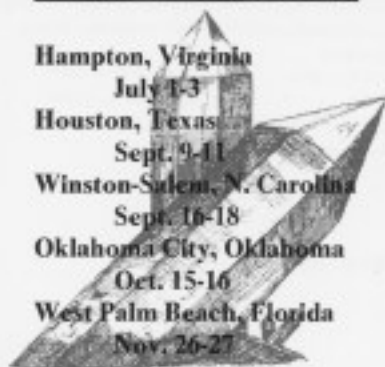 Hampton, Virginia
July 1-3
Houston, Texas
Sept. 9-11
Winston-Salem, N. Carolina
Sept. 16-18
Oklahoma City, Oklahoma
Oct. 15-16
West Palm Beach, Florida
Nov. 26-27